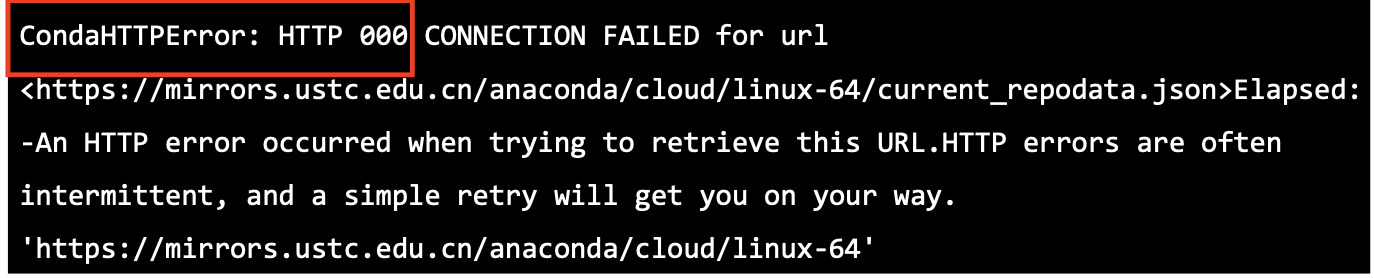 CondaHTTPError: HTTP 000 CONNECTION FAILED for url
<https://mirrors.ustc.edu.cn/anaconda/cloud/linux-64/current_repodata.json>Elapsed:
-An HTTP error occurred when trying to retrieve this URL.HTTP errors are often
intermittent, and a simple retry will get you on your way.
'https://mirrors.ustc.edu.cn/anaconda/cloud/linux-64'